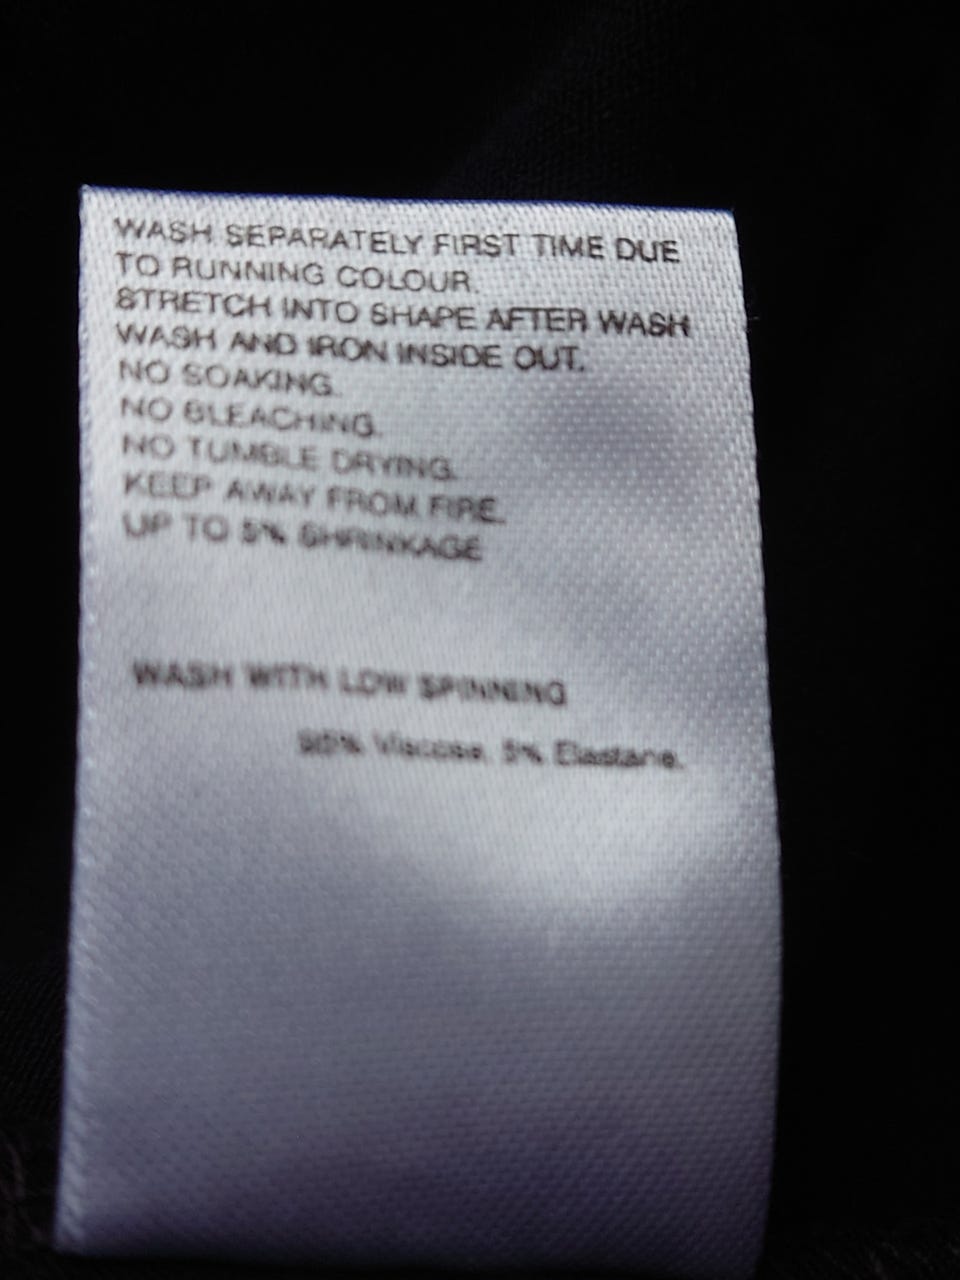 WASH SEPARATELY FIRST TIME DUE
TO RUNNING COLOUR.
STRETCH INTO SHAPE AFTER WASH
WASH AND IRON INSIDE OUT.
NO SOAKING.
NO BLEACHING.
NO TUMBLE DRYING.
KEEP AWAY FROM FIRE.
UP TO 5% SHRINKAGE
WASH WITH LOW SPINNING
95% Viscose, 5% Elastane.